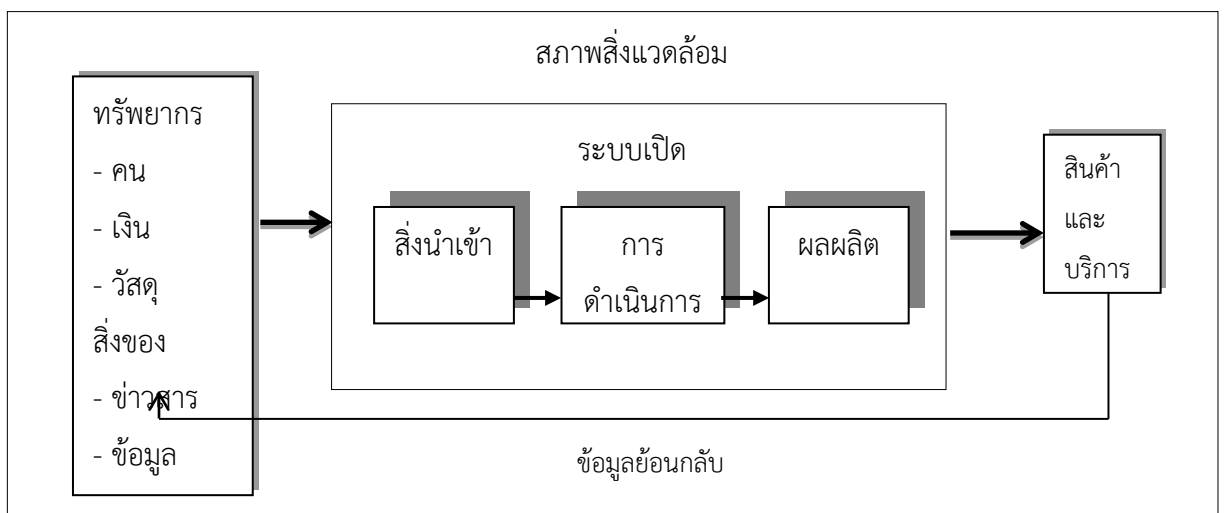 สภาพสิ่งแวดล้อม
ทรัพยากร
- คน
- เงิน
- วัสดุ
สิ่งของ
- ข่าวสาร
- ข้อมูล
ระบบเปิด
สิ่งนำเข้า
การ
ดำเนินการ
ผลผลิต
สินค้า
และ
บริการ
ข้อมูลย้อนกลับ